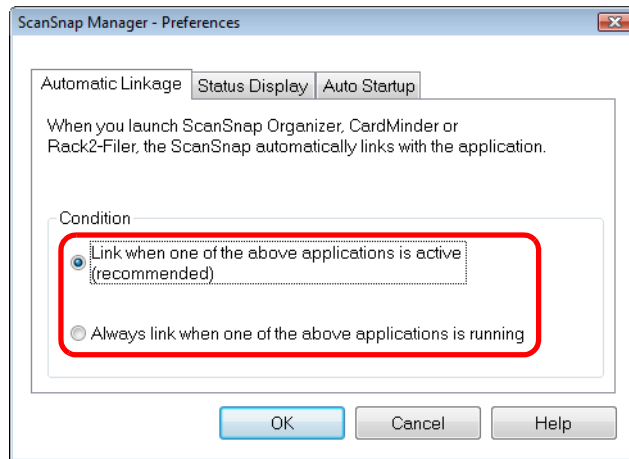 ScanSnap Manager - Preferences
Automatic Linkage
Status Display
Auto Startup
When you launch ScanSnap Organizer, CardMinder or
Rack2-Filer, the ScanSnap automatically links with the application.
Condition
Link when one of the above applications is active
(recommended)
Always link when one of the above applications is running
OK
Cancel
Help